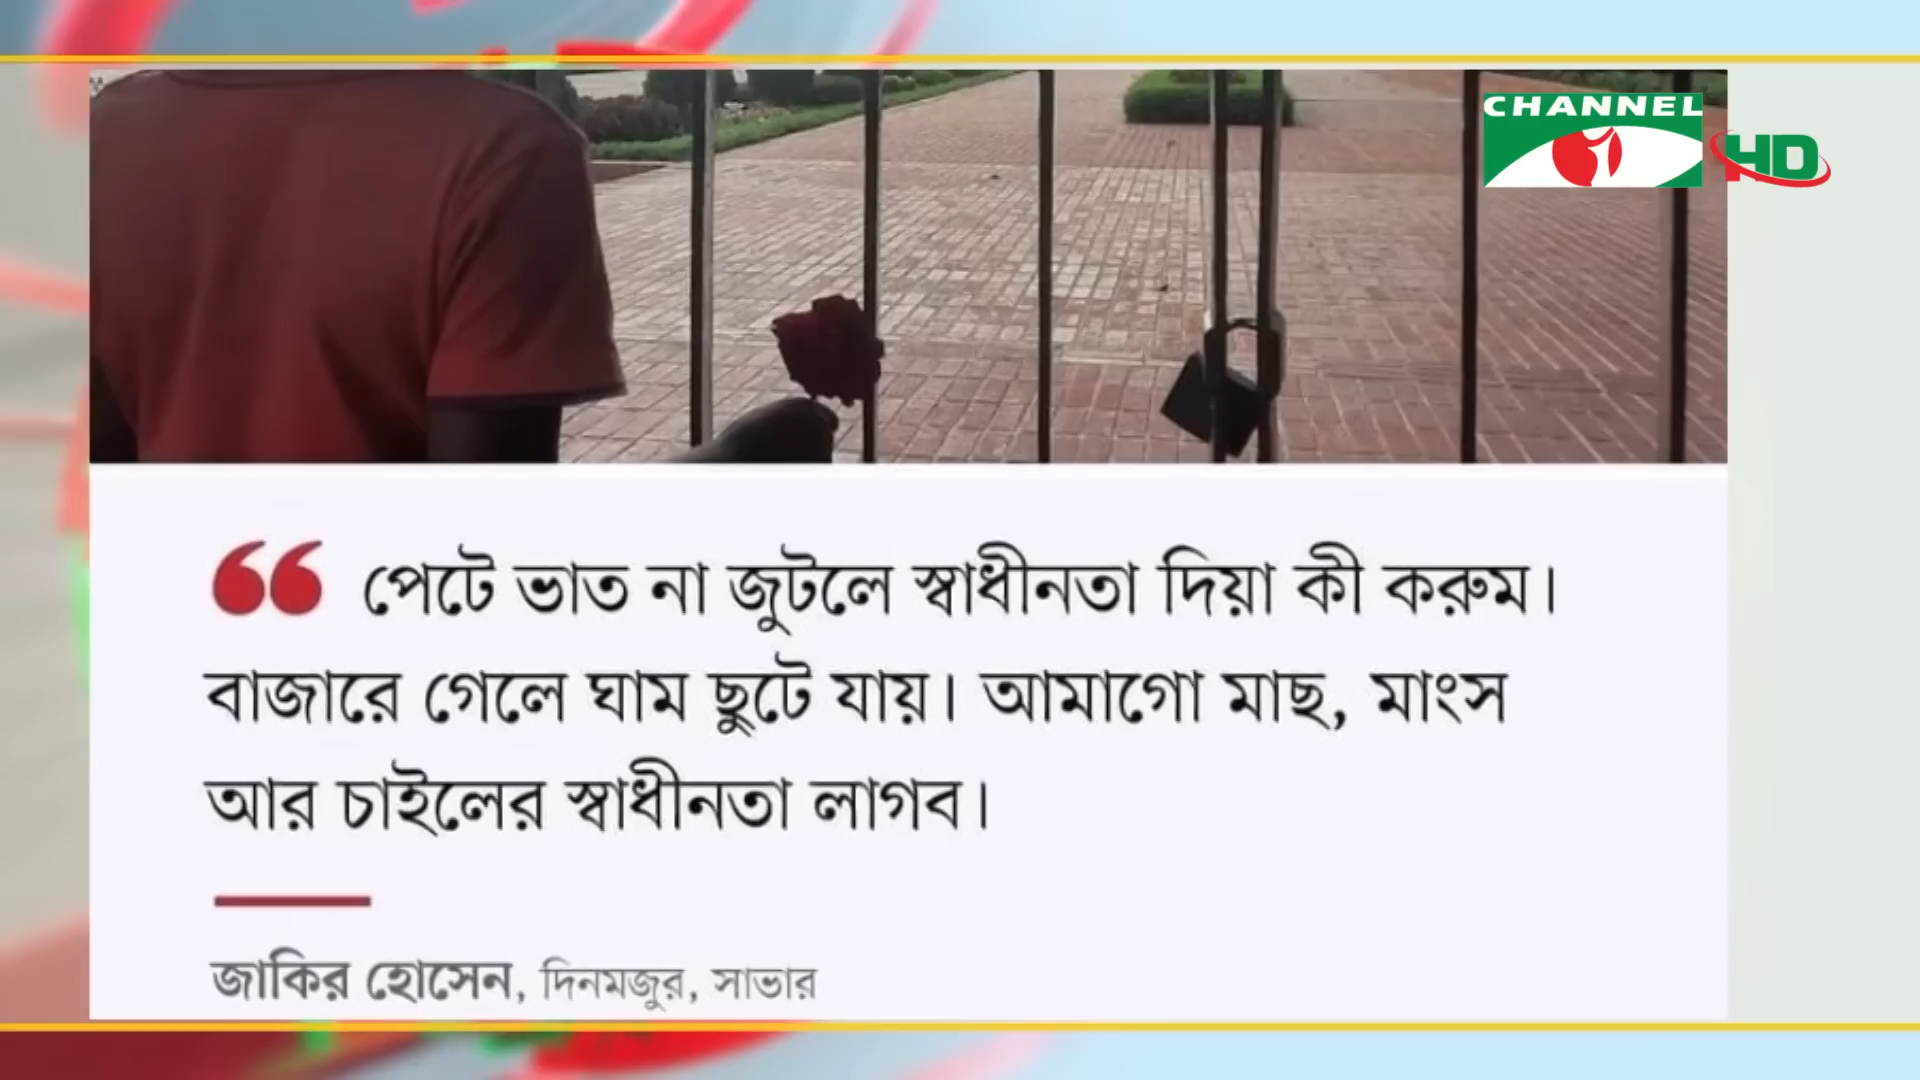 CHANNEL
HD
“ পেটে ভাত না জুটলে স্বাধীনতা দিয়া কী করুম।
বাজারে গেলে ঘাম ছুটে যায়। আমাগো মাছ, মাংস
আর চাইলের স্বাধীনতা লাগব।
জাকির হোসেন, দিনমজুর, সাভার